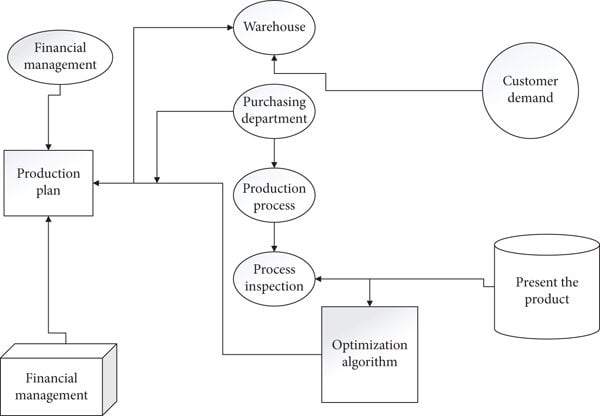 Financial
management
Warehouse
Customer
demand
Purchasing
department
Production
plan
Production
process
Process
inspection
Present the
product
Optimization
algorithm
Financial
management